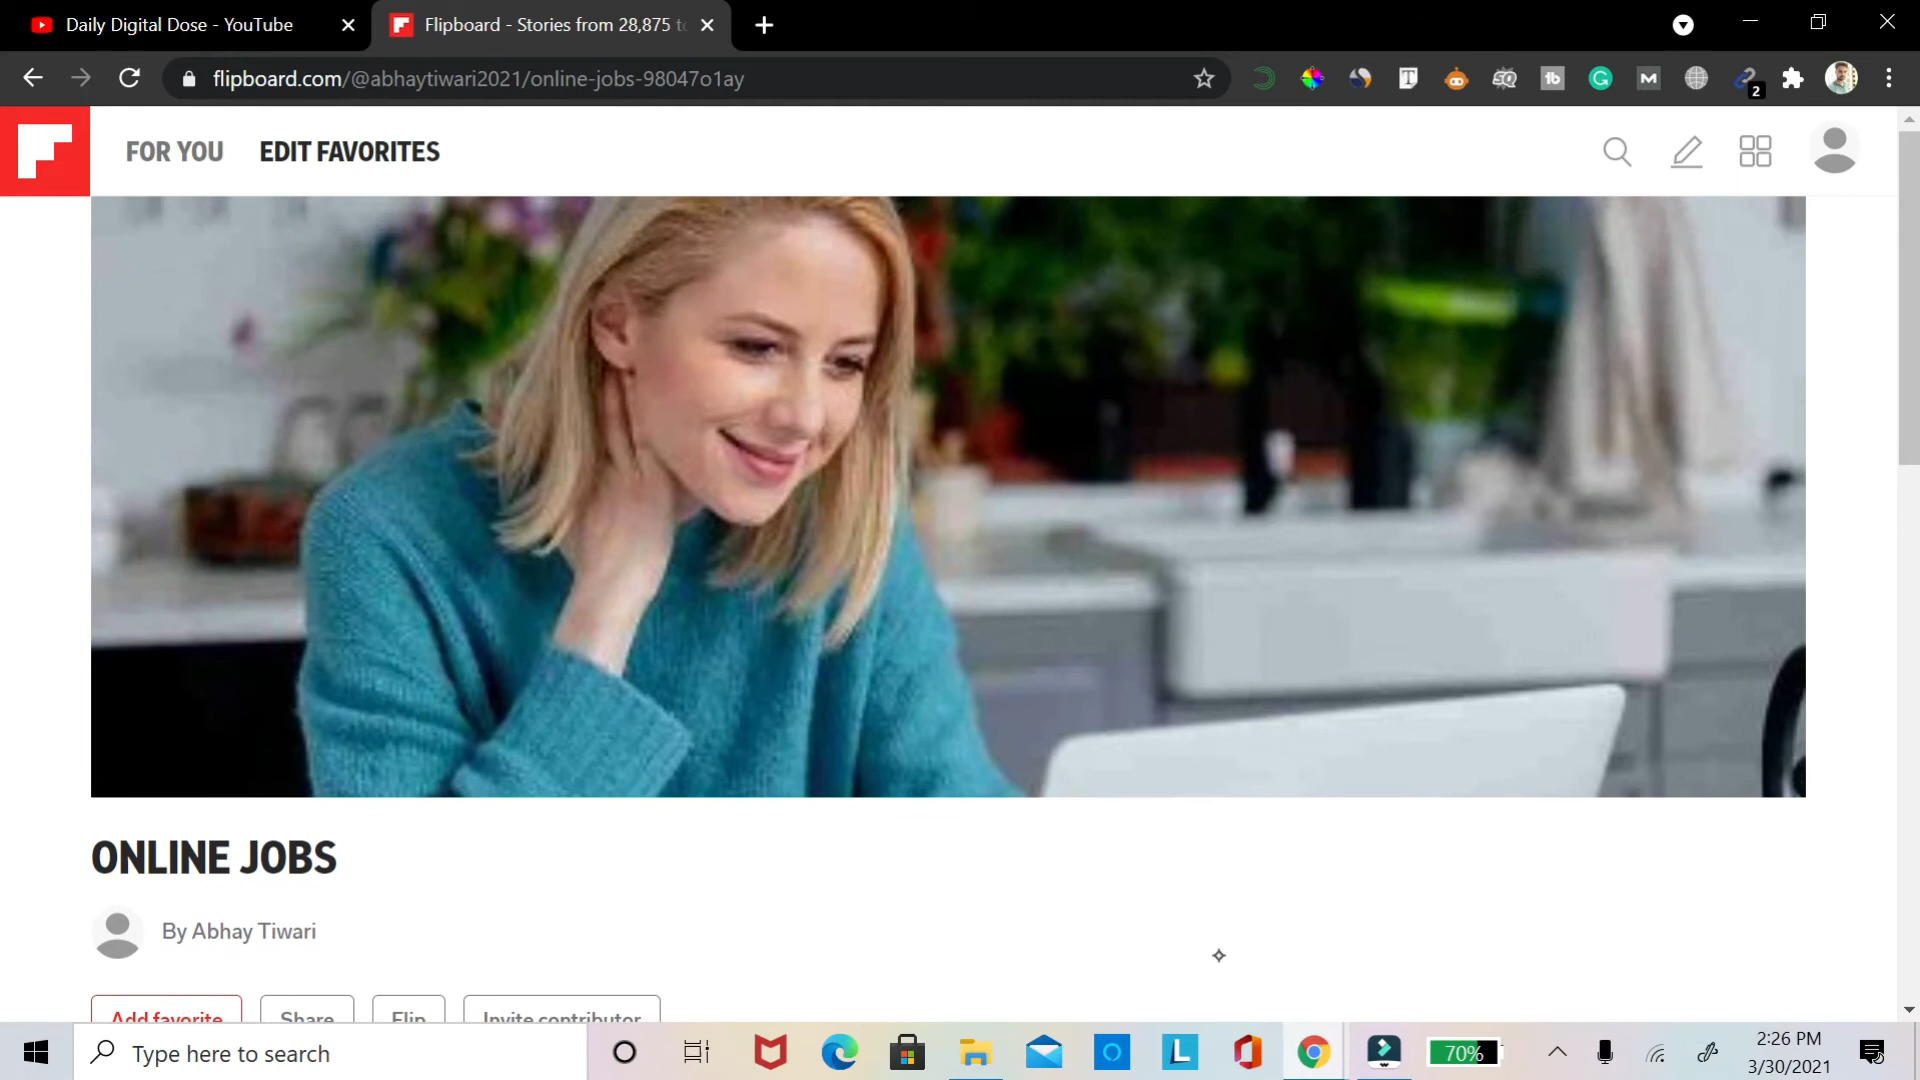 Daily Digital Dose - YouTube
Flipboard - Stories from 28,875 to
flipboard.com/@abhaytiwari2021/online-jobs-98047o1ay
2
FOR YOU
EDIT FAVORITES
ONLINE JOBS
By Abhay Tiwari
Add favorite
Share
Flip
Invite contributor
Type here to search
70%
2:26 PM
3/30/2021